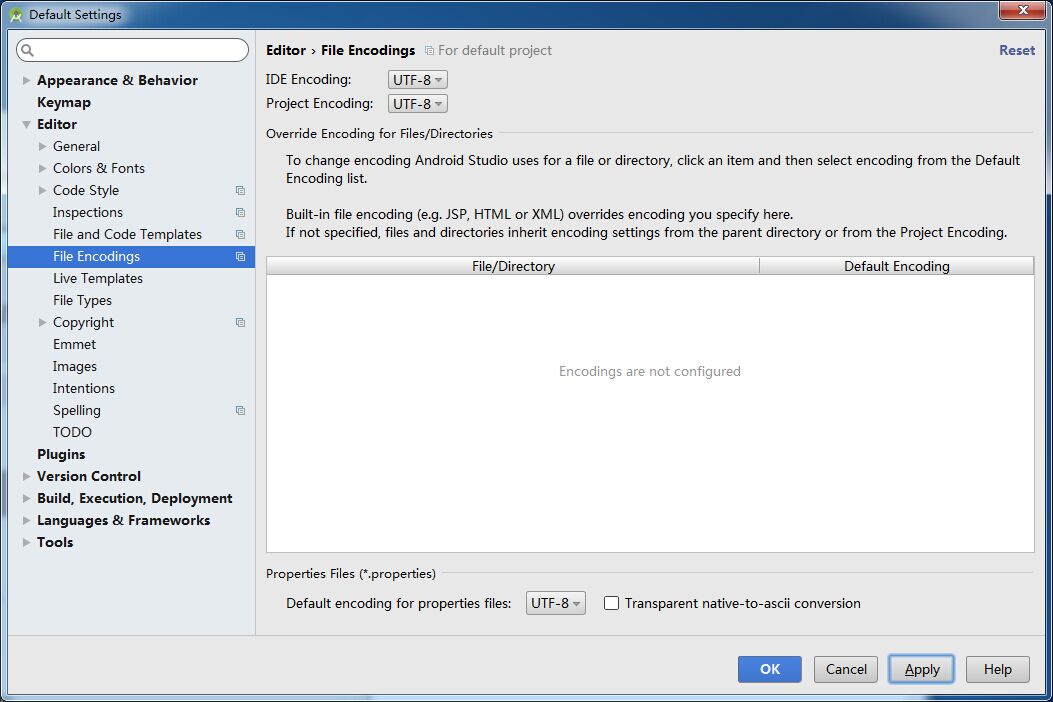 Default Settings
Appearance & Behavior
Keymap
Editor
General
Colors & Fonts
Code Style
Inspections
File and Code Templates
File Encodings
Live Templates
File Types
Copyright
Emmet
Images
Intentions
Spelling
TODO
Plugins
Version Control
Build, Execution, Deployment
Languages & Frameworks
Tools
Editor › File Encodings For default project Reset
IDE Encoding: UTF-8
Project Encoding: UTF-8
Override Encoding for Files/Directories
To change encoding Android Studio uses for a file or directory, click an item and then select encoding from the Default
Encoding list.
Built-in file encoding (e.g. JSP, HTML or XML) overrides encoding you specify here.
If not specified, files and directories inherit encoding settings from the parent directory or from the Project Encoding.
File/Directory Default Encoding
Encodings are not configured
Properties Files (*.properties)
Default encoding for properties files: UTF-8 Transparent native-to-ascii conversion
OK Cancel Apply Help